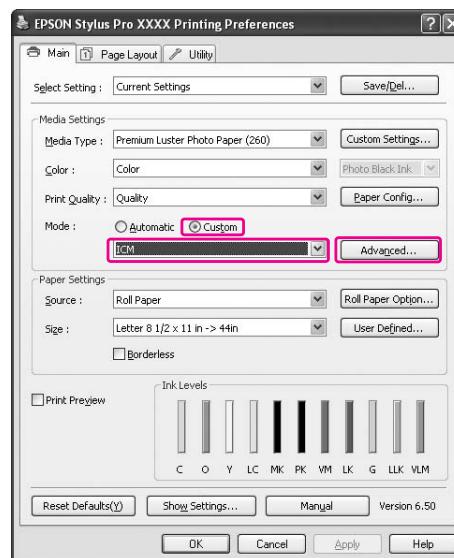 EPSON Stylus Pro XXXX Printing Preferences
Main Page Layout Utility
Select Setting : Current Settings Save/Del...
Media Settings
Media Type : Premium Luster Photo Paper (260) Custom Settings...
Color : Color Photo Black Ink
Print Quality : Quality Paper Config...
Mode : Automatic Custom
ICM Advanced...
Paper Settings
Source : Roll Paper Roll Paper Option...
Size : Letter 8 1/2 x 11 in -> 44in User Defined...
Borderless
Print Preview Ink Levels
C O Y LC MK PK VM LK G LLK VLM
Reset Defaults(Y) Show Settings... Manual Version 6.50
OK Cancel Apply Help